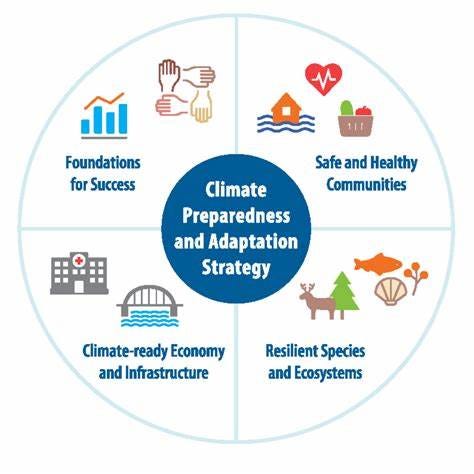 Foundations
for Success
Safe and Healthy
Communities
Climate
Preparedness
and Adaptation
Strategy
Climate-ready Economy
and Infrastructure
Resilient Species
and Ecosystems